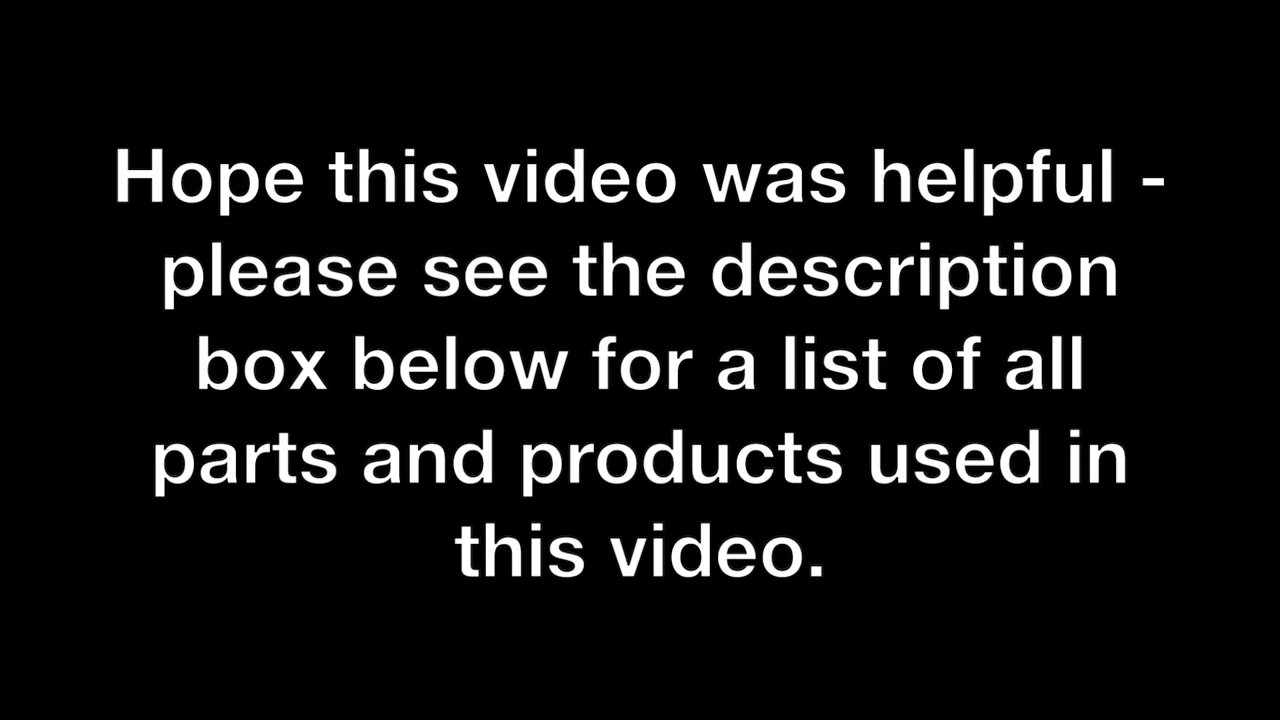 Hope this video was helpful -
please see the description
box below for a list of all
parts and products used in
this video.